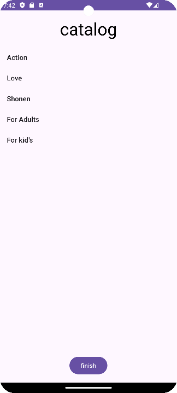 7:42
catalog
Action
Love
Shonen
For Adults
For kid's
finish